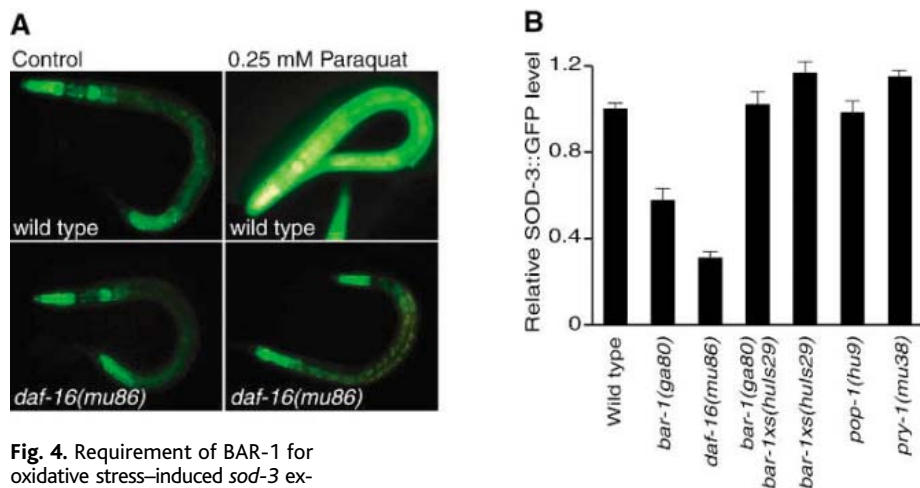 A
Control
0.25 mM Paraquat
wild type
wild type
daf-16(mu86)
daf-16(mu86)
Fig. 4. Requirement of BAR-1 for
oxidative stress–induced sod-3 ex-
B
Relative SOD-3::GFP level
1.2
0.8
0.4
0
Wild type
bar-1(ga80)
daf-16(mu86)
bar-1(ga80)
bar-1xs(huIs29)
bar-1xs(huIs29)
pop-1(hu9)
pry-1(mu38)